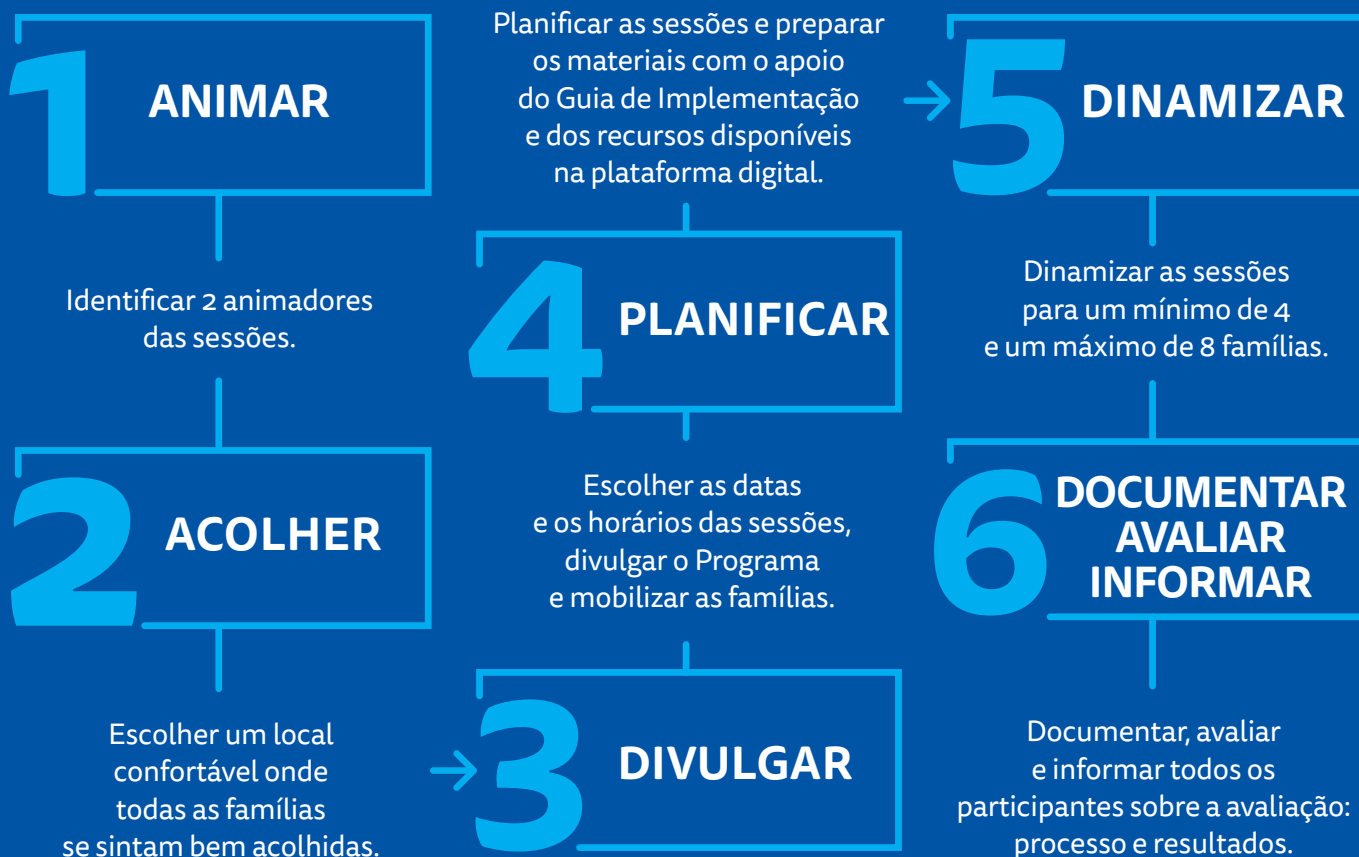 1
ANIMAR
Identificar 2 animadores
das sessões.
2
ACOLHER
Escolher um local
confortável onde
todas as famílias
se sintam bem acolhidas.
3
DIVULGAR
Escolher as datas
e os horários das sessões,
divulgar o Programa
e mobilizar as famílias.
4
PLANIFICAR
Planificar as sessões e preparar
os materiais com o apoio
do Guia de Implementação
e dos recursos disponíveis
na plataforma digital.
5
DINAMIZAR
Dinamizar as sessões
para um mínimo de 4
e um máximo de 8 famílias.
6
DOCUMENTAR
AVALIAR
INFORMAR
Documentar, avaliar
e informar todos os
participantes sobre a avaliação:
processo e resultados.